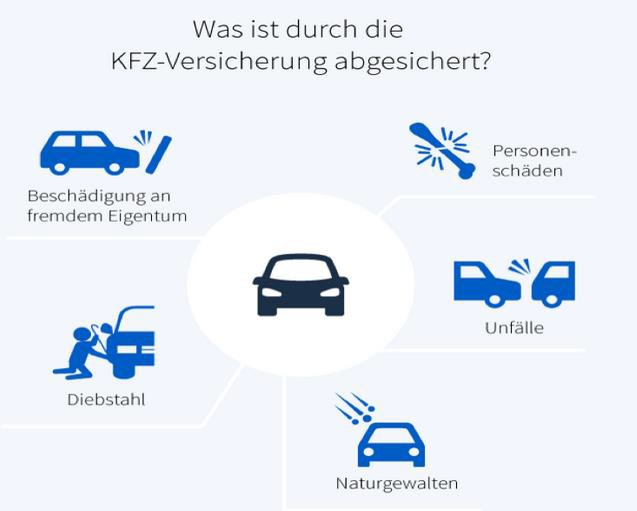 Was ist durch die
KFZ-Versicherung abgesichert?
Beschädigung an
fremdem Eigentum
Personen-
schäden
Unfälle
Diebstahl
Naturgewalten